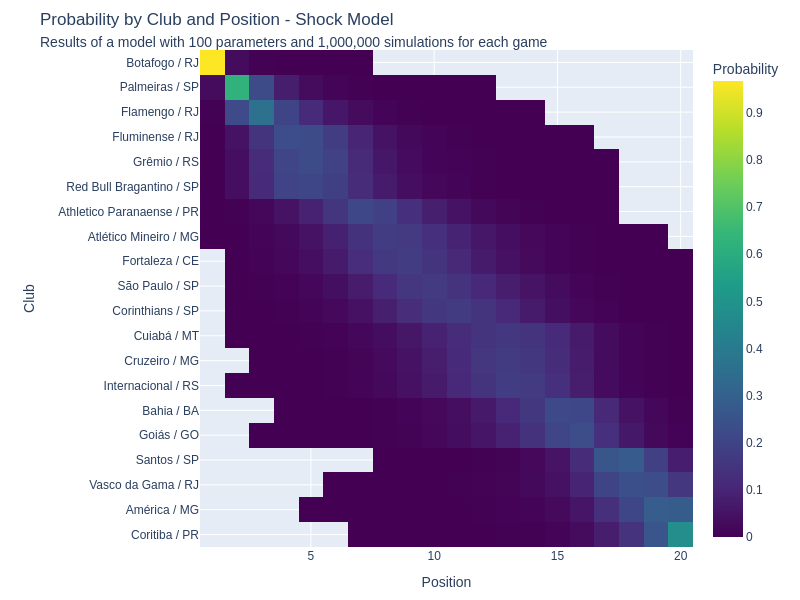 Probability by Club and Position - Shock Model
Results of a model with 100 parameters and 1,000,000 simulations for each game
Probability
Botafogo / RJ
Palmeiras / SP
Flamengo / RJ
Fluminense / RJ
Grêmio / RS
Red Bull Bragantino / SP
Athletico Paranaense / PR
Atlético Mineiro / MG
Fortaleza / CE
São Paulo / SP
Corinthians / SP
Cuiabá / MT
Cruzeiro / MG
Internacional / RS
Bahia / BA
Goiás / GO
Santos / SP
Vasco da Gama / RJ
América / MG
Coritiba / PR
Club
5
10
15
20
Position
0.9
0.8
0.7
0.6
0.5
0.4
0.3
0.2
0.1
0